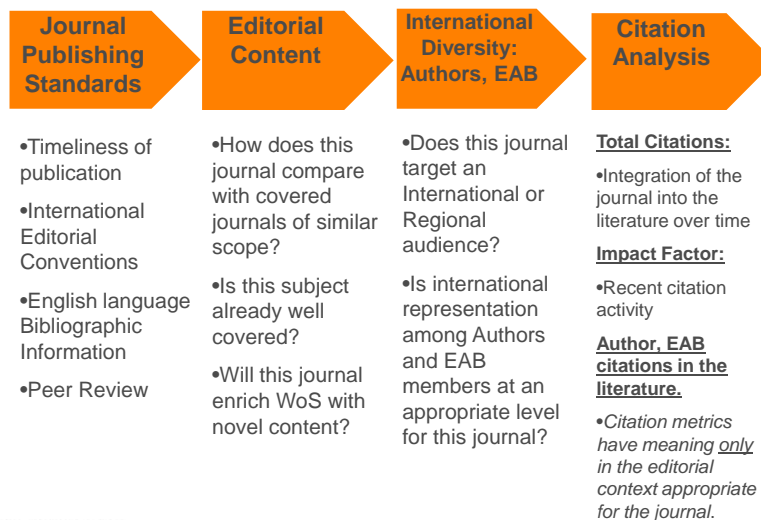 Journal
Publishing
Standards
•Timeliness of
publication
•International
Editorial
Conventions
•English language
Bibliographic
Information
•Peer Review
Editorial
Content
•How does this
journal compare
with covered
journals of similar
scope?
•Is this subject
already well
covered?
•Will this journal
enrich WoS with
novel content?
International
Diversity:
Authors, EAB
•Does this journal
target an
International or
Regional
audience?
•Is international
representation
among Authors
and EAB
members at an
appropriate level
for this journal?
Citation
Analysis
Total Citations:
•Integration of the
journal into the
literature over time
Impact Factor:
•Recent citation
activity
Author, EAB
citations in the
literature.
•Citation metrics
have meaning only
in the editorial
context appropriate
for the journal.